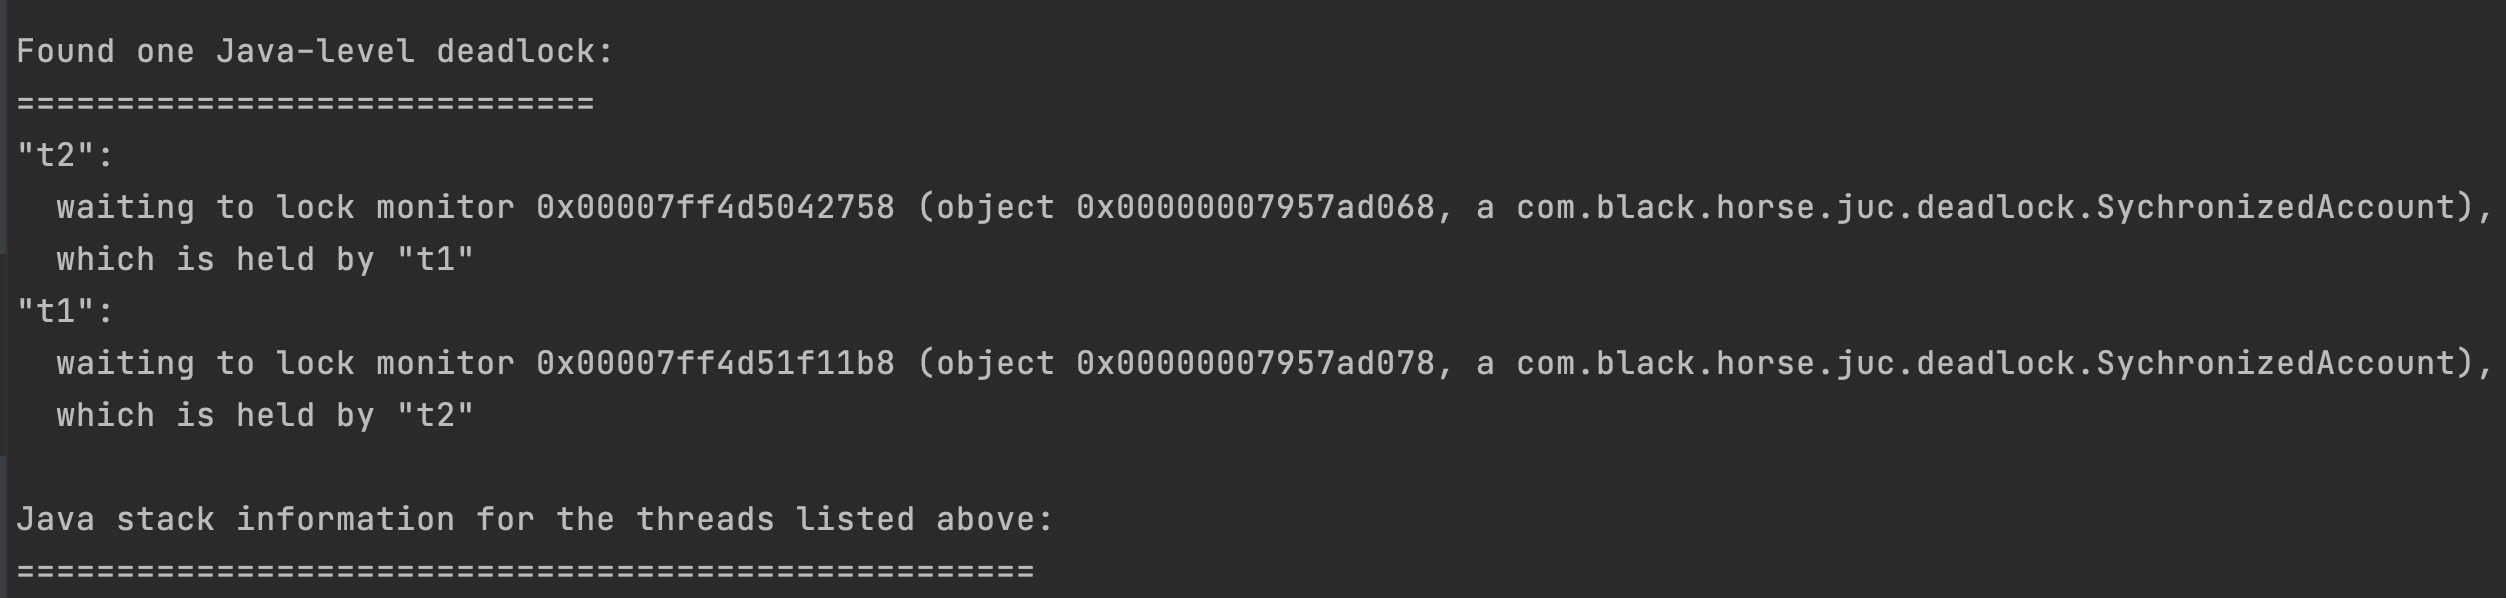 Found one Java-level deadlock:
=============================
"t2":
  waiting to lock monitor 0x00007ff4d5042758 (object 0x00000007957ad068, a com.black.horse.juc.deadlock.SychronizedAccount),
  which is held by "t1"
"t1":
  waiting to lock monitor 0x00007ff4d51f11b8 (object 0x00000007957ad078, a com.black.horse.juc.deadlock.SychronizedAccount),
  which is held by "t2"

Java stack information for the threads listed above:
===================================================